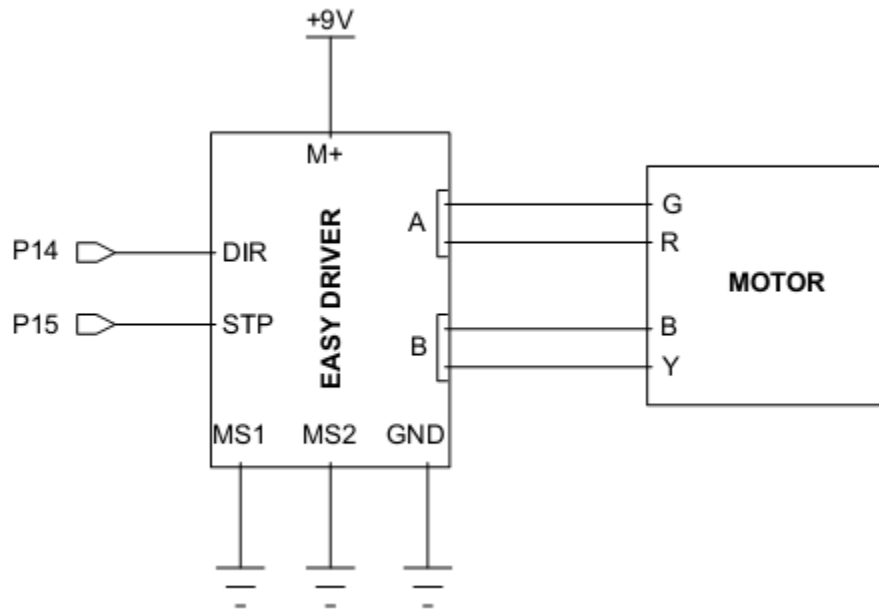 +9V
M+
P14
DIR
P15
STP
EASY DRIVER
A
B
MS1
MS2
GND
G
R
B
Y
MOTOR